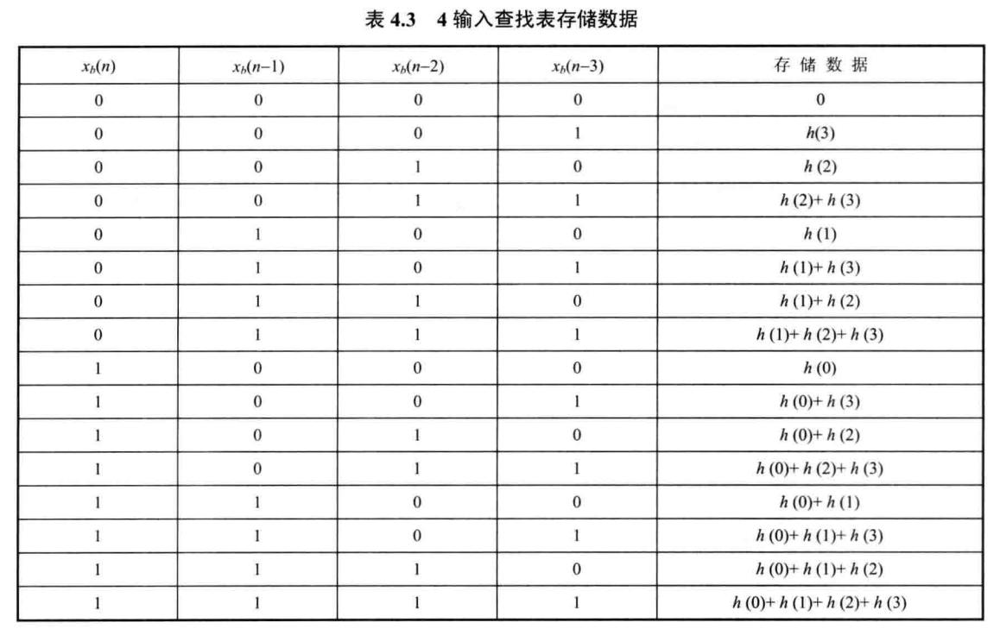 表 4.3 4 输入查找表存储数据
x_b(n) x_b(n−1) x_b(n−2) x_b(n−3) 存 储 数 据
0 0 0 0 0
0 0 0 1 h(3)
0 0 1 0 h (2)
0 0 1 1 h (2)+ h (3)
0 1 0 0 h (1)
0 1 0 1 h (1)+ h (3)
0 1 1 0 h (1)+ h (2)
0 1 1 1 h (1)+ h (2)+ h (3)
1 0 0 0 h (0)
1 0 0 1 h (0)+ h (3)
1 0 1 0 h (0)+ h (2)
1 0 1 1 h (0)+ h (2)+ h (3)
1 1 0 0 h (0)+ h (1)
1 1 0 1 h (0)+ h (1)+ h (3)
1 1 1 0 h (0)+ h (1)+ h (2)
1 1 1 1 h (0)+ h (1)+ h (2)+ h (3)